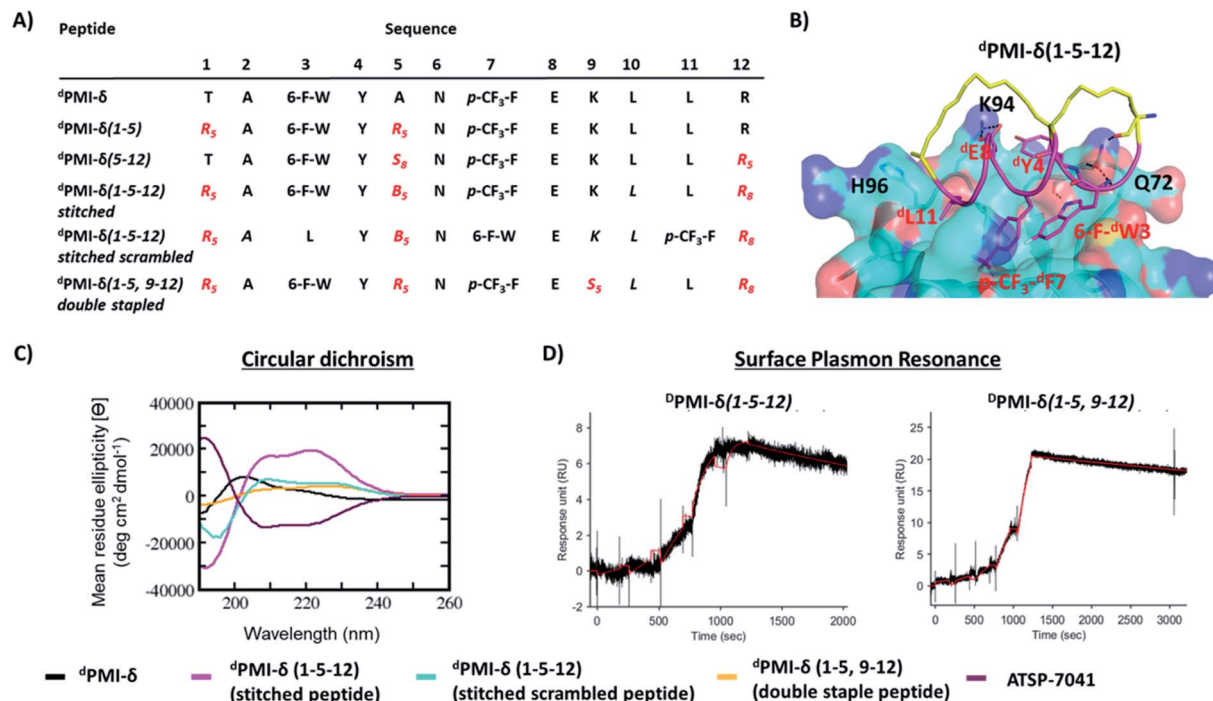 A)
Peptide Sequence
1 2 3 4 5 6 7 8 9 10 11 12
ᵈPMI-δ T A 6-F-W Y A N p-CF₃-F E K L L R
ᵈPMI-δ(1-5) R₅ A 6-F-W Y R₅ N p-CF₃-F E K L L R
ᵈPMI-δ(5-12) T A 6-F-W Y S₈ N p-CF₃-F E K L L R₅
ᵈPMI-δ(1-5-12) R₅ A 6-F-W Y B₅ N p-CF₃-F E K L L R₈
stitched
ᵈPMI-δ(1-5-12) R₅ A L Y B₅ N 6-F-W E K L p-CF₃-F R₈
stitched scrambled
ᵈPMI-δ(1-5, 9-12) R₅ A 6-F-W Y R₅ N p-CF₃-F E S₅ L L R₈
double stapled
B)
ᵈPMI-δ(1-5-12)
K94
ᵈE8
ᵈY4
H96
Q72
ᵈL11
6-F-ᵈW3
p-CF₃-ᵈF7
C)
Circular dichroism
Mean residue ellipticity [Θ]
(deg cm² dmol⁻¹)
40000
20000
0
-20000
-40000
200 220 240 260
Wavelength (nm)
D)
Surface Plasmon Resonance
ᴰPMI-δ(1-5-12)
Response unit (RU)
8
6
4
2
0
-2
0 500 1000 1500 2000
Time (sec)
ᴰPMI-δ(1-5, 9-12)
Response unit (RU)
25
20
15
10
5
0
0 500 1000 1500 2000 2500 3000
Time (sec)
ᵈPMI-δ
ᵈPMI-δ (1-5-12)
(stitched peptide)
ᵈPMI-δ (1-5-12)
(stitched scrambled peptide)
ᵈPMI-δ (1-5, 9-12)
(double staple peptide)
ATSP-7041